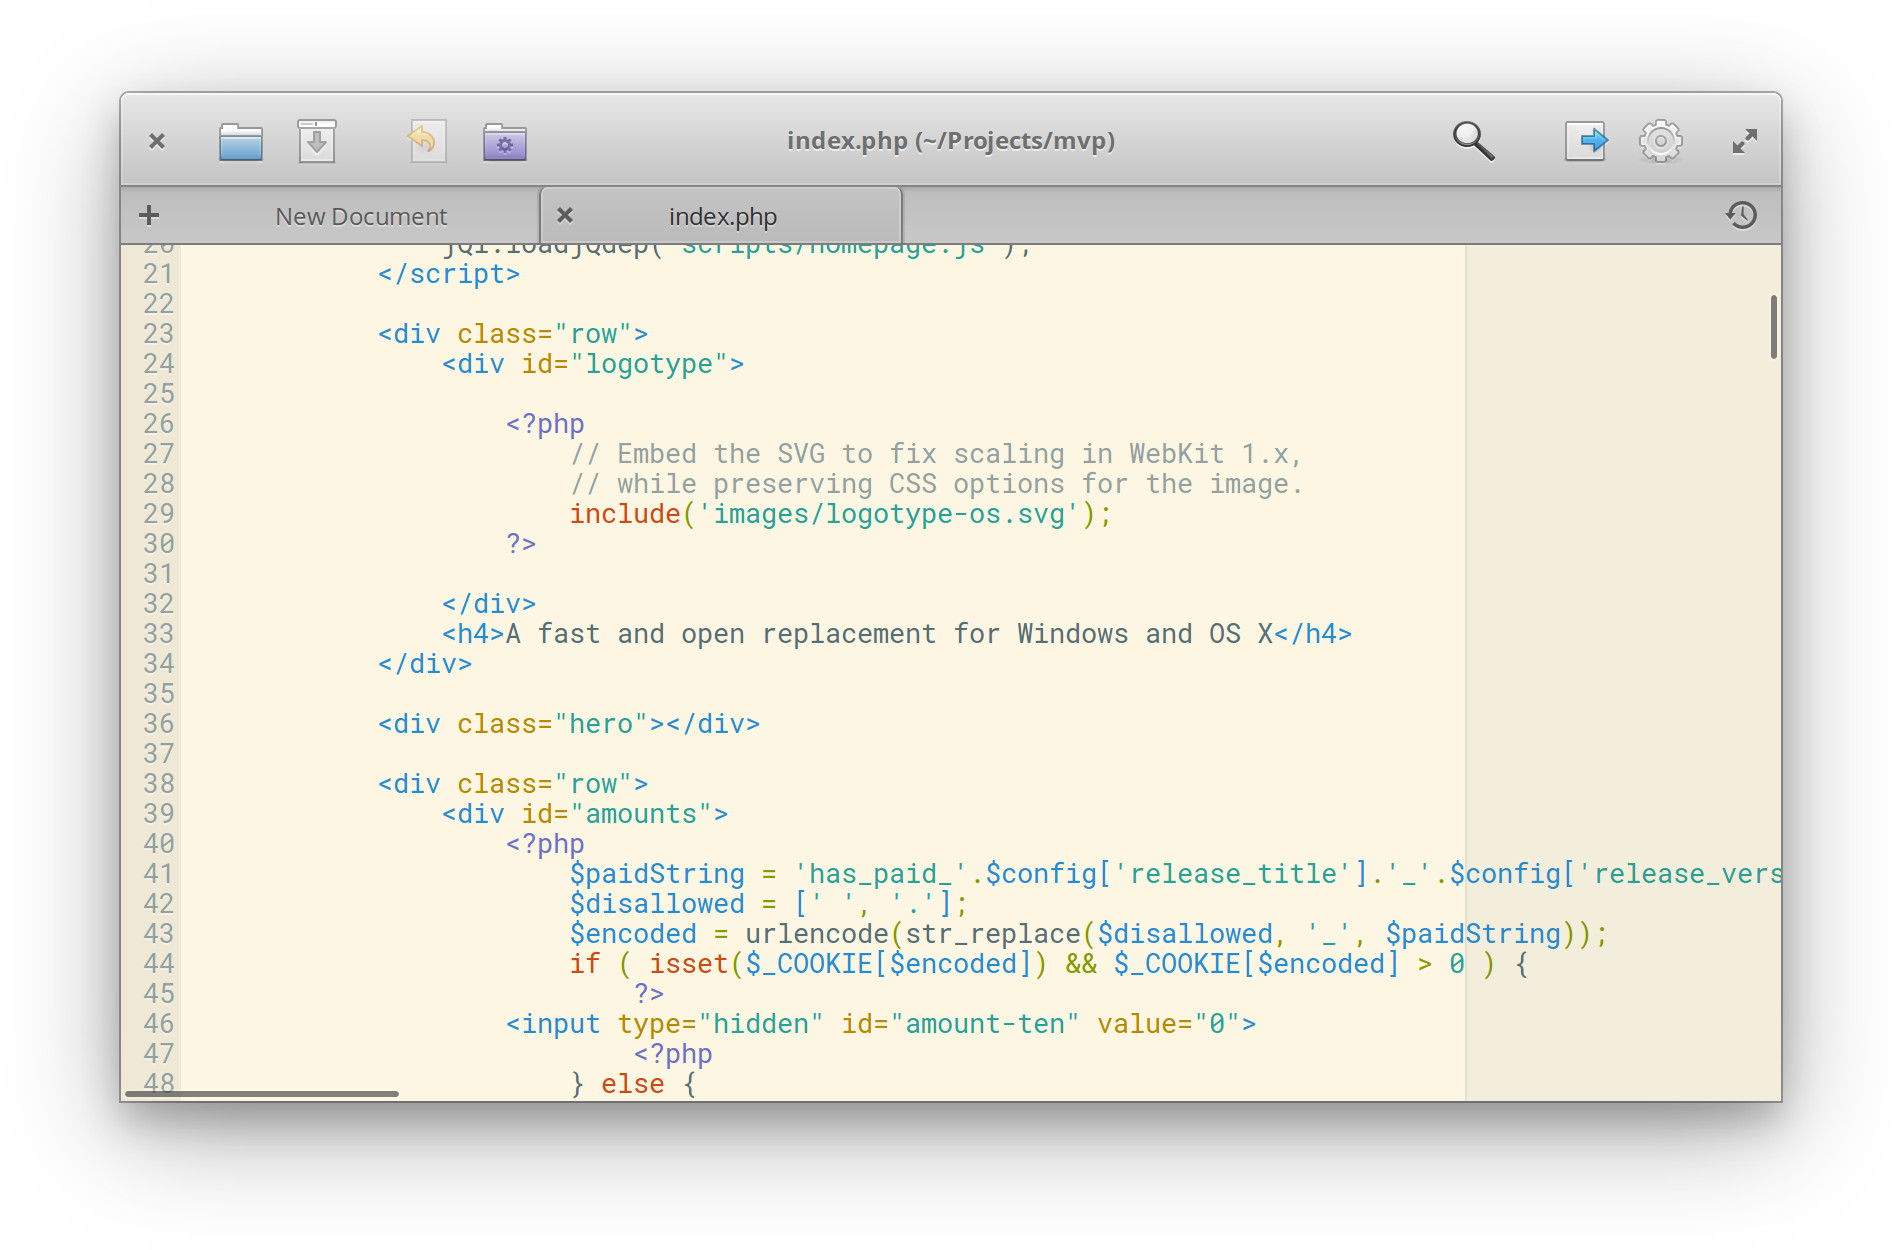 index.php (~/Projects/mvp)
New Document
index.php
20 jQl.loadjQdep('scripts/homepage.js');
21 </script>
22
23 <div class="row">
24 <div id="logotype">
25
26 <?php
27 // Embed the SVG to fix scaling in WebKit 1.x,
28 // while preserving CSS options for the image.
29 include('images/logotype-os.svg');
30 ?>
31
32 </div>
33 <h4>A fast and open replacement for Windows and OS X</h4>
34 </div>
35
36 <div class="hero"></div>
37
38 <div class="row">
39 <div id="amounts">
40 <?php
41 $paidString = 'has_paid_'.$config['release_title'].'_'.$config['release_vers
42 $disallowed = [' ', '.'];
43 $encoded = urlencode(str_replace($disallowed, '_', $paidString));
44 if ( isset($_COOKIE[$encoded]) && $_COOKIE[$encoded] > 0 ) {
45 ?>
46 <input type="hidden" id="amount-ten" value="0">
47 <?php
48 } else {